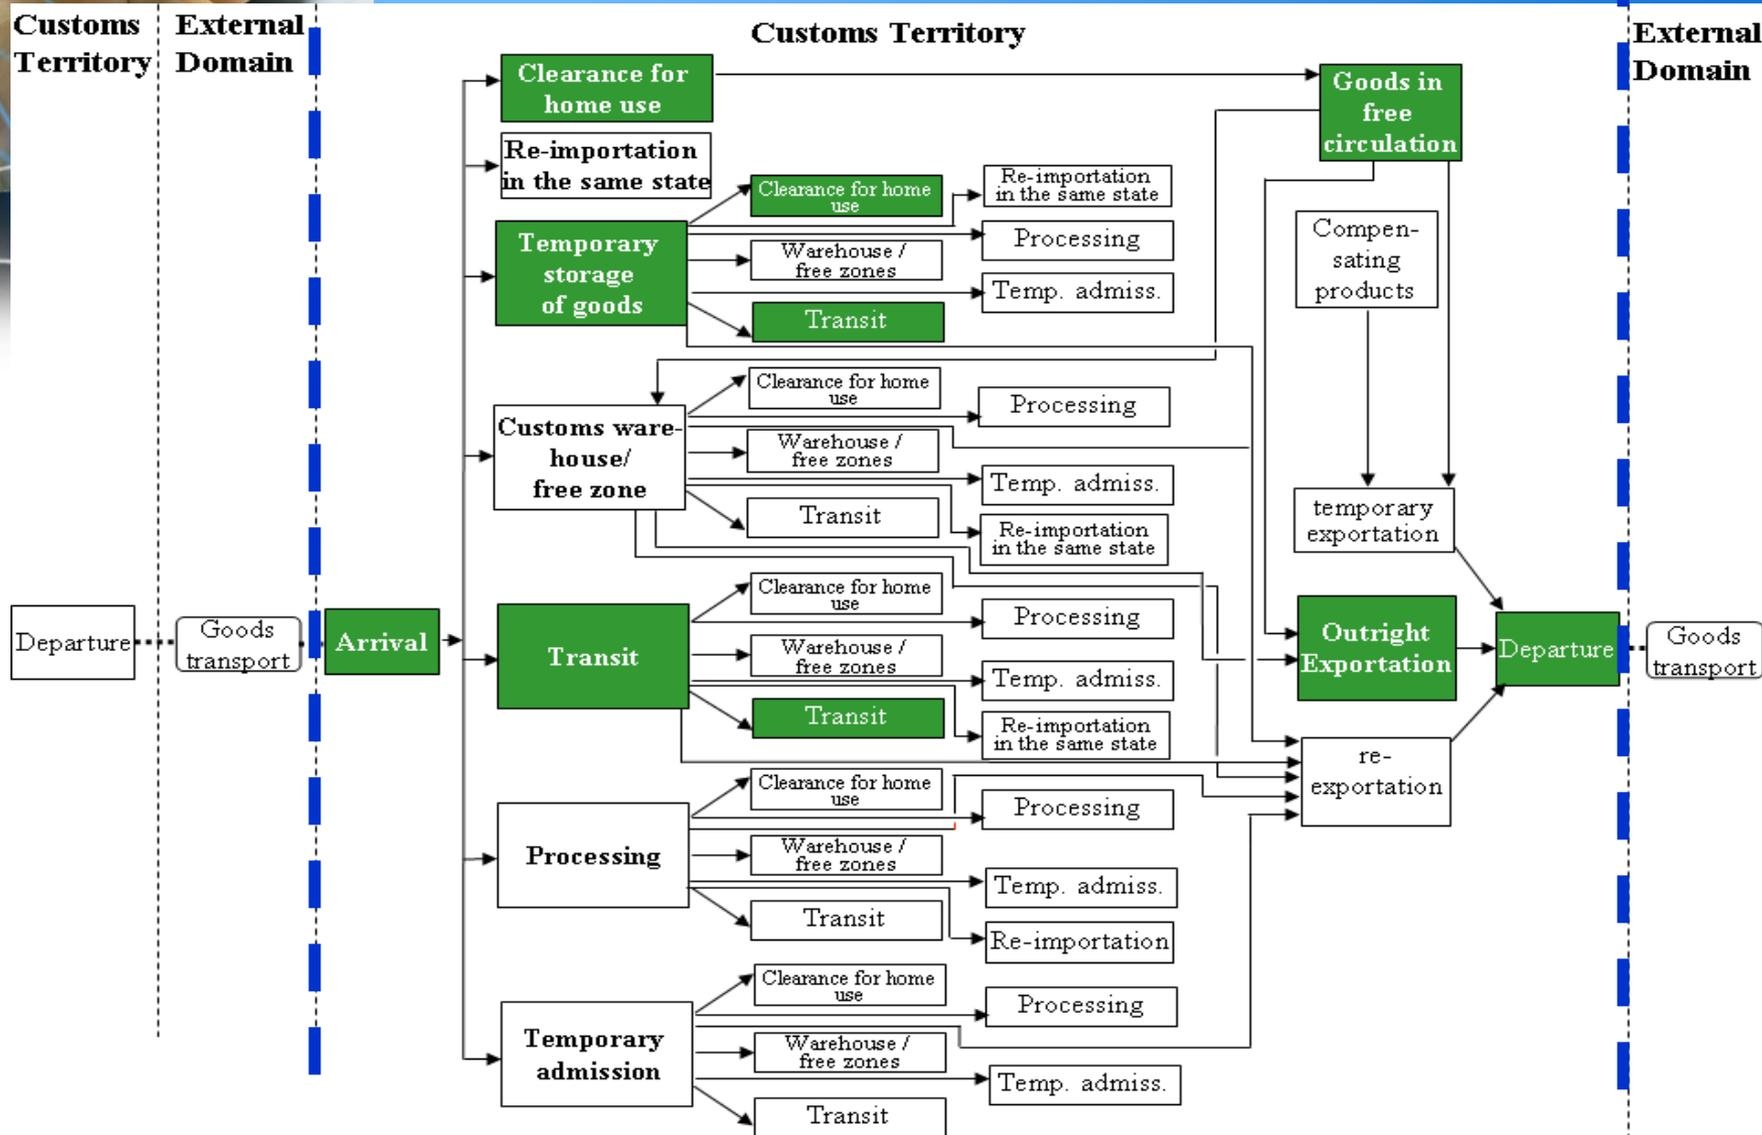 Customs
Territory
External
Domain
Customs Territory
External
Domain
Clearance for
home use
Goods in
free
circulation
Re-importation
in the same state
Clearance for home
use
Re-importation
in the same state
Temporary
storage
of goods
Processing
Warehouse /
free zones
Temp. admiss.
Transit
Compen-
sating
products
Clearance for home
use
Processing
Customs ware-
house/
free zone
Warehouse /
free zones
Temp. admiss.
Transit
Re-importation
in the same state
temporary
exportation
Departure
Goods
transport
Arrival
Transit
Clearance for home
use
Processing
Warehouse /
free zones
Temp. admiss.
Transit
Re-importation
in the same state
Outright
Exportation
Departure
Goods
transport
re-
exportation
Clearance for home
use
Processing
Processing
Warehouse /
free zones
Temp. admiss.
Transit
Re-importation
Clearance for home
use
Processing
Temporary
admission
Warehouse /
free zones
Temp. admiss.
Transit